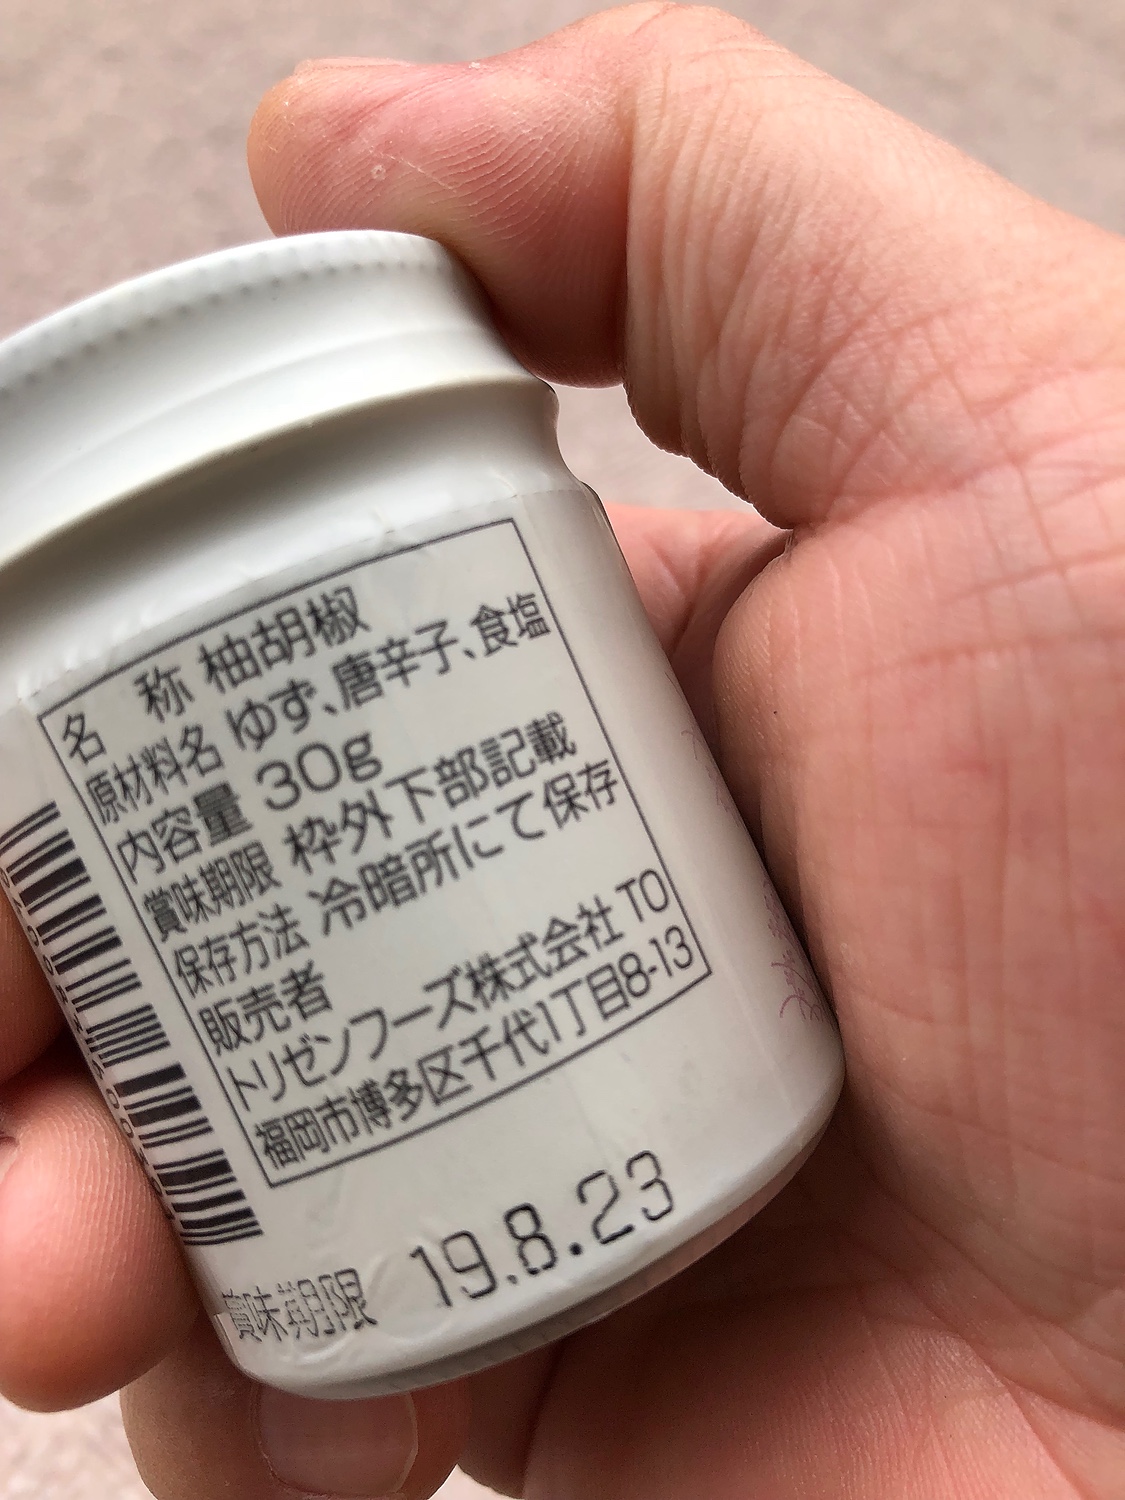 名 称 柚胡椒
原材料名 ゆず、唐辛子、食塩
内容量 30g
賞味期限 枠外下部記載
保存方法 冷暗所にて保存
販売者
トリゼンフーズ株式会社 TO
福岡市博多区千代1丁目8-13
賞味期限 19.8.23